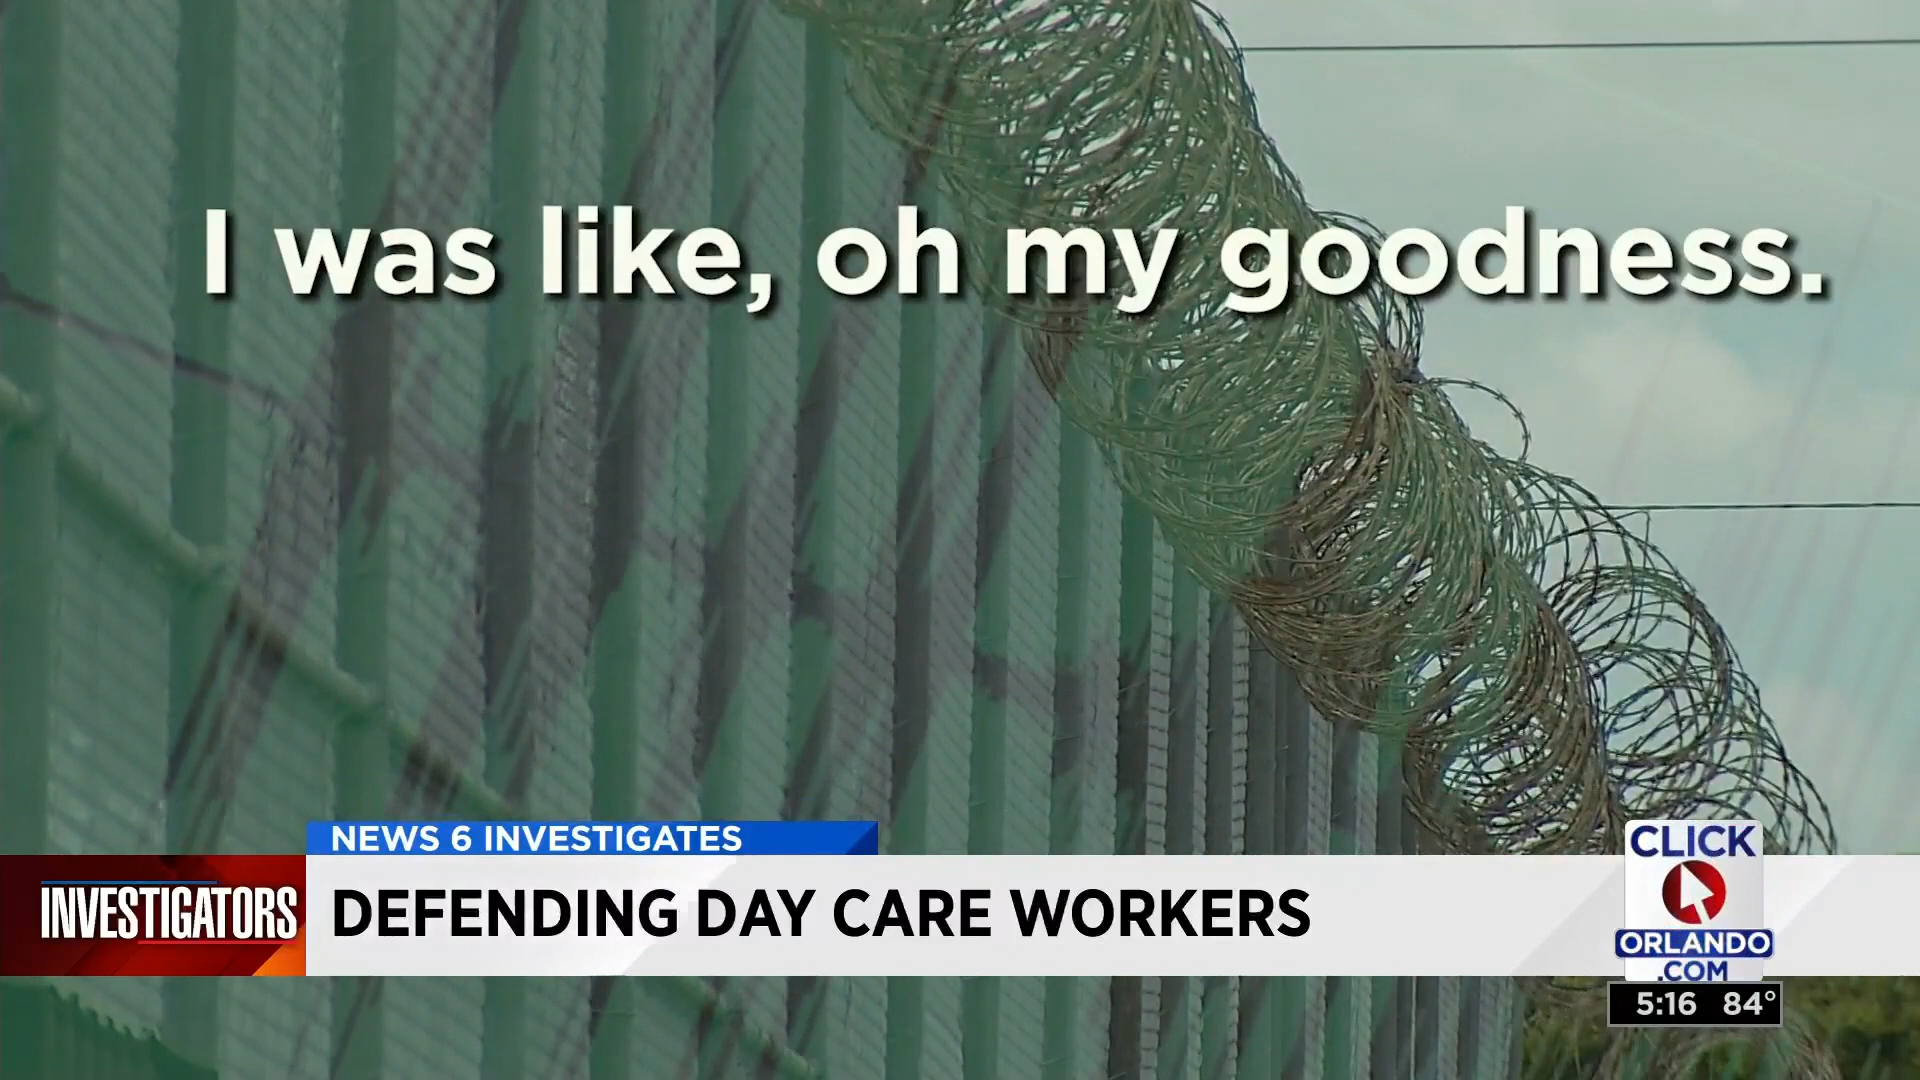 I was like, oh my goodness.
NEWS 6 INVESTIGATES
INVESTIGATORS
DEFENDING DAY CARE WORKERS
CLICK
ORLANDO
.COM
5:16 84°